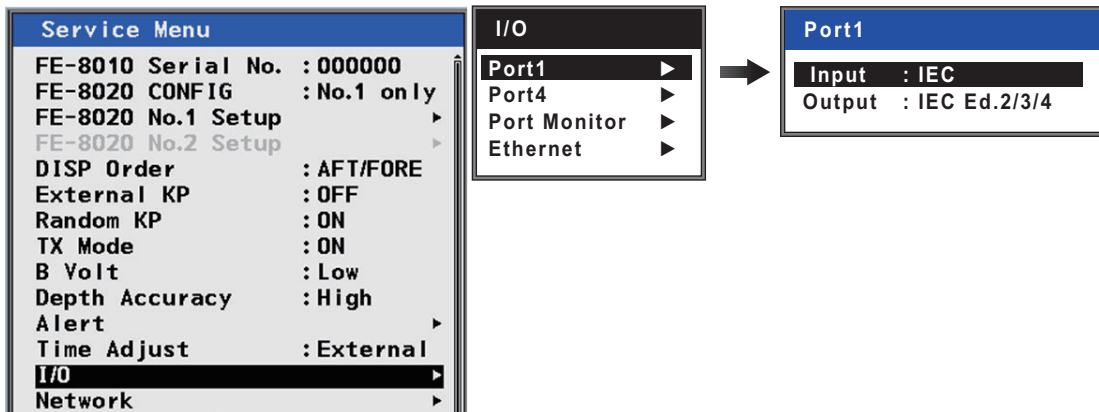 Service Menu
FE-8010 Serial No. :000000
FE-8020 CONFIG :No.1 only
FE-8020 No.1 Setup ▸
FE-8020 No.2 Setup ▸
DISP Order :AFT/FORE
External KP :OFF
Random KP :ON
TX Mode :ON
B Volt :Low
Depth Accuracy :High
Alert ▸
Time Adjust :External
I/O ▸
Network ▸
I/O
Port1 ▶
Port4 ▶
Port Monitor ▶
Ethernet ▶
Port1
Input : IEC
Output : IEC Ed.2/3/4